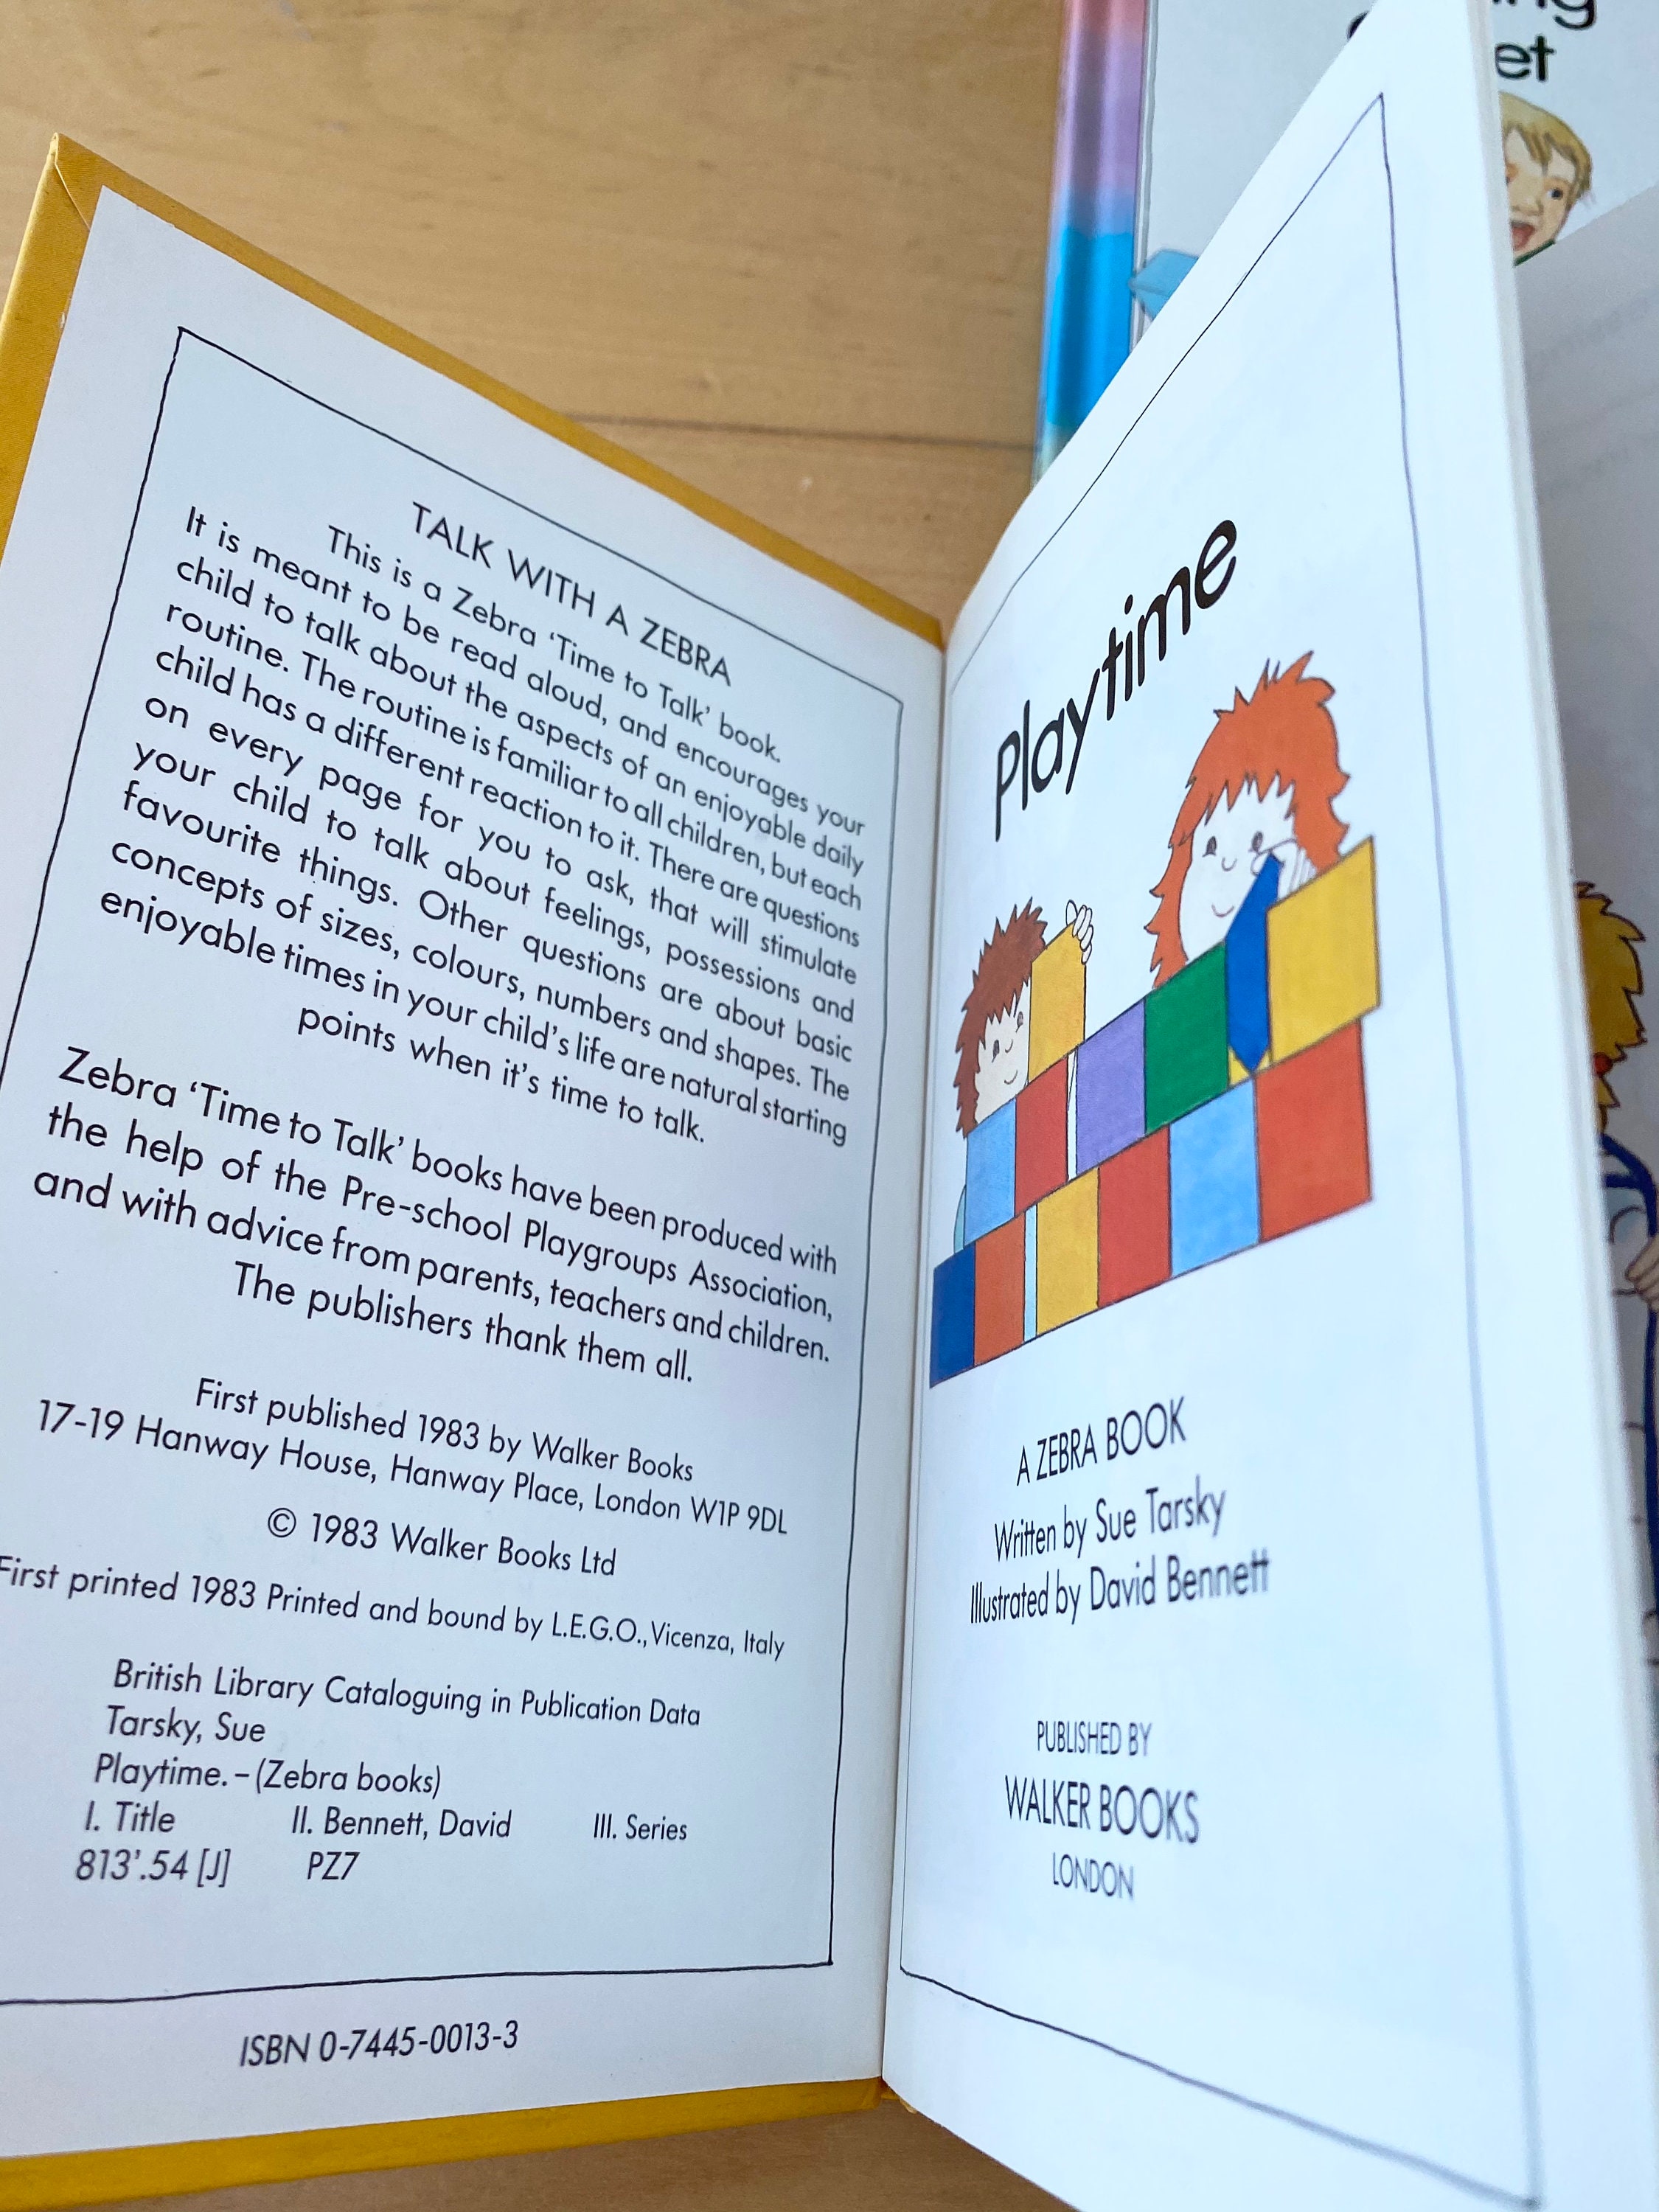 TALK WITH A ZEBRA
This is a Zebra ‘Time to Talk’ book.
It is meant to be read aloud, and encourages your
child to talk about the aspects of an enjoyable daily
routine. The routine is familiar to all children, but each
child has a different reaction to it. There are questions
on every page for you to ask, that will stimulate
your child to talk about feelings, possessions and
favourite things. Other questions are about basic
concepts of sizes, colours, numbers and shapes. The
enjoyable times in your child’s life are natural starting
points when it’s time to talk.
Zebra ‘Time to Talk’ books have been produced with
the help of the Pre-school Playgroups Association,
and with advice from parents, teachers and children.
The publishers thank them all.
First published 1983 by Walker Books
17-19 Hanway House, Hanway Place, London W1P 9DL
© 1983 Walker Books Ltd
First printed 1983 Printed and bound by L.E.G.O., Vicenza, Italy
British Library Cataloguing in Publication Data
Tarsky, Sue
Playtime. – (Zebra books)
I. Title II. Bennett, David III. Series
813’.54 [J] PZ7
ISBN 0-7445-0013-3
Playtime
A ZEBRA BOOK
Written by Sue Tarsky
Illustrated by David Bennett
PUBLISHED BY
WALKER BOOKS
LONDON